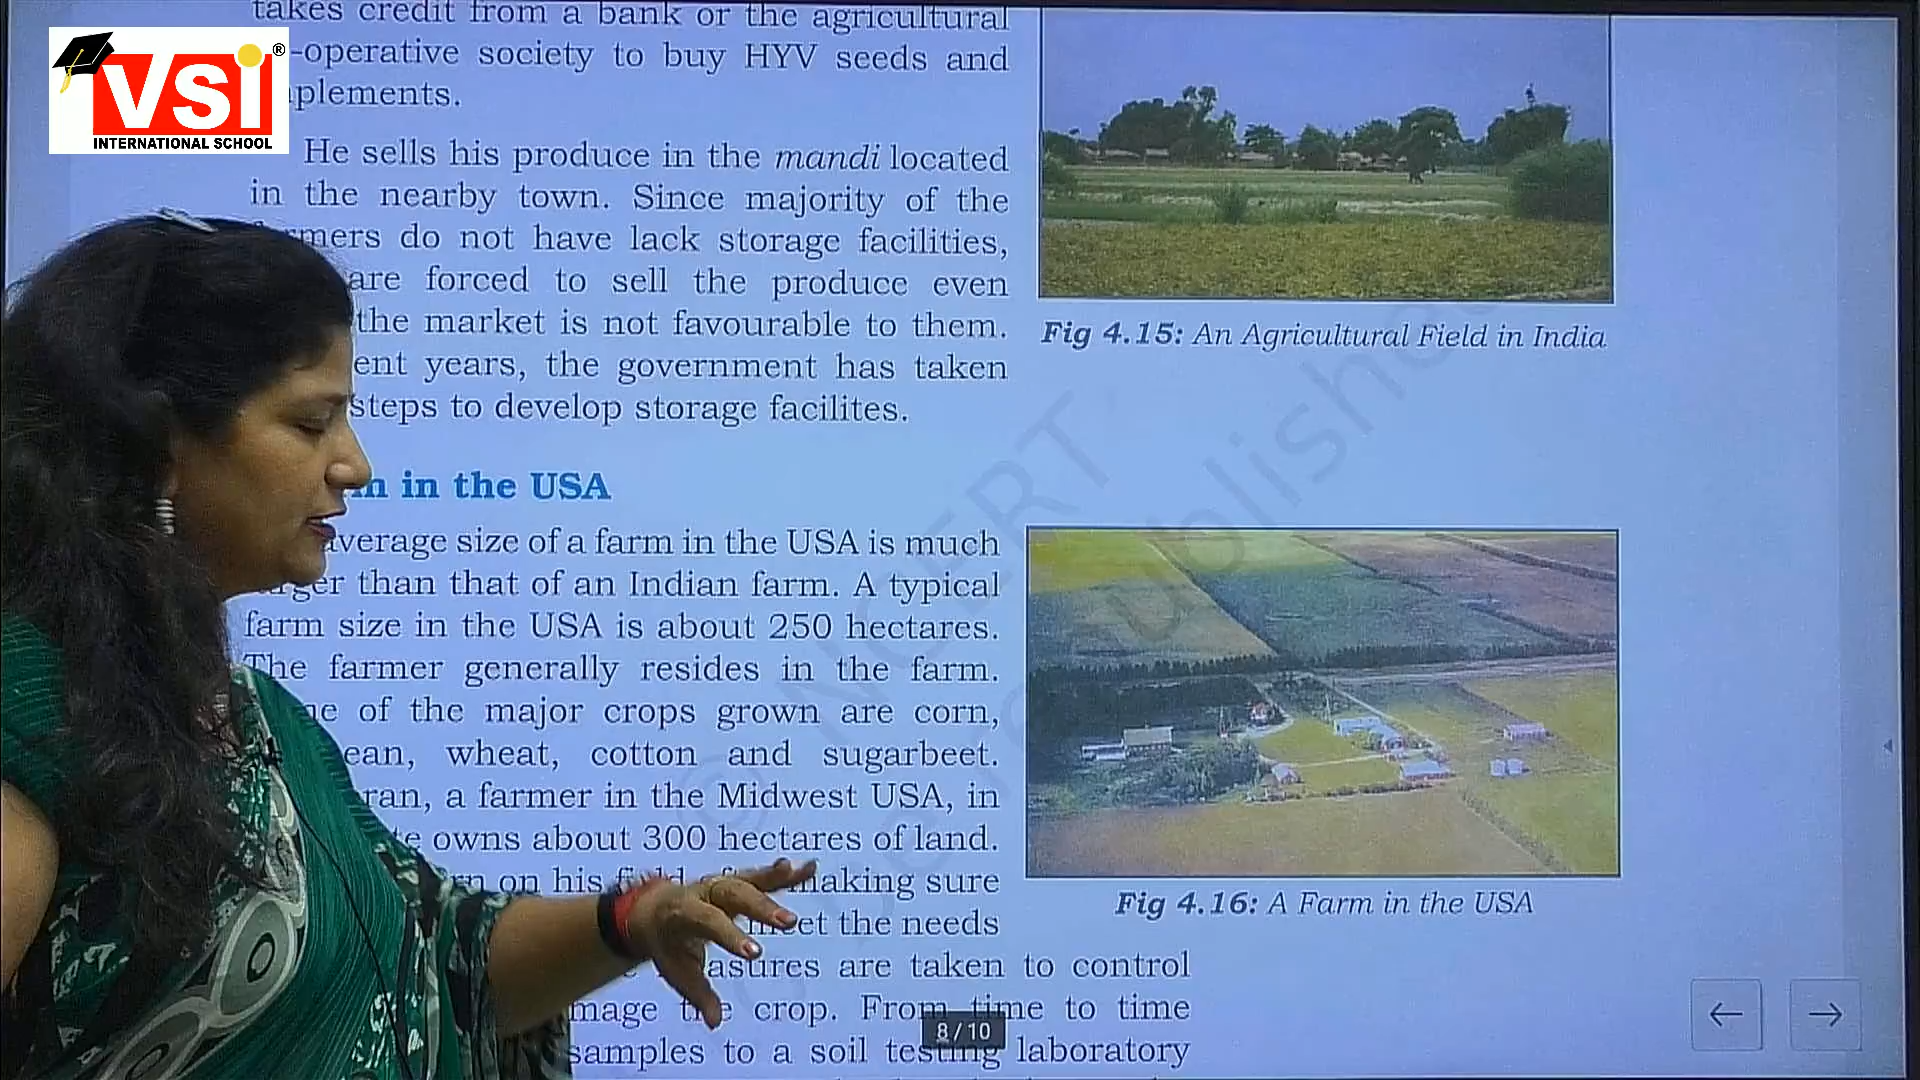 takes credit from a bank or the agricultural
-operative society to buy HYV seeds and
plements.
VSI ®
INTERNATIONAL SCHOOL
He sells his produce in the mandi located
in the nearby town. Since majority of the
mers do not have lack storage facilities,
are forced to sell the produce even
the market is not favourable to them.
ent years, the government has taken
steps to develop storage facilites.
Fig 4.15: An Agricultural Field in India
in the USA
average size of a farm in the USA is much
er than that of an Indian farm. A typical
farm size in the USA is about 250 hectares.
The farmer generally resides in the farm.
of the major crops grown are corn,
ean, wheat, cotton and sugarbeet.
ran, a farmer in the Midwest USA, in
owns about 300 hectares of land.
on his making sure
meet the needs
Fig 4.16: A Farm in the USA
asures are taken to control
mage crop. From time to time
samples to a soil testing laboratory
8/10
© NCERT